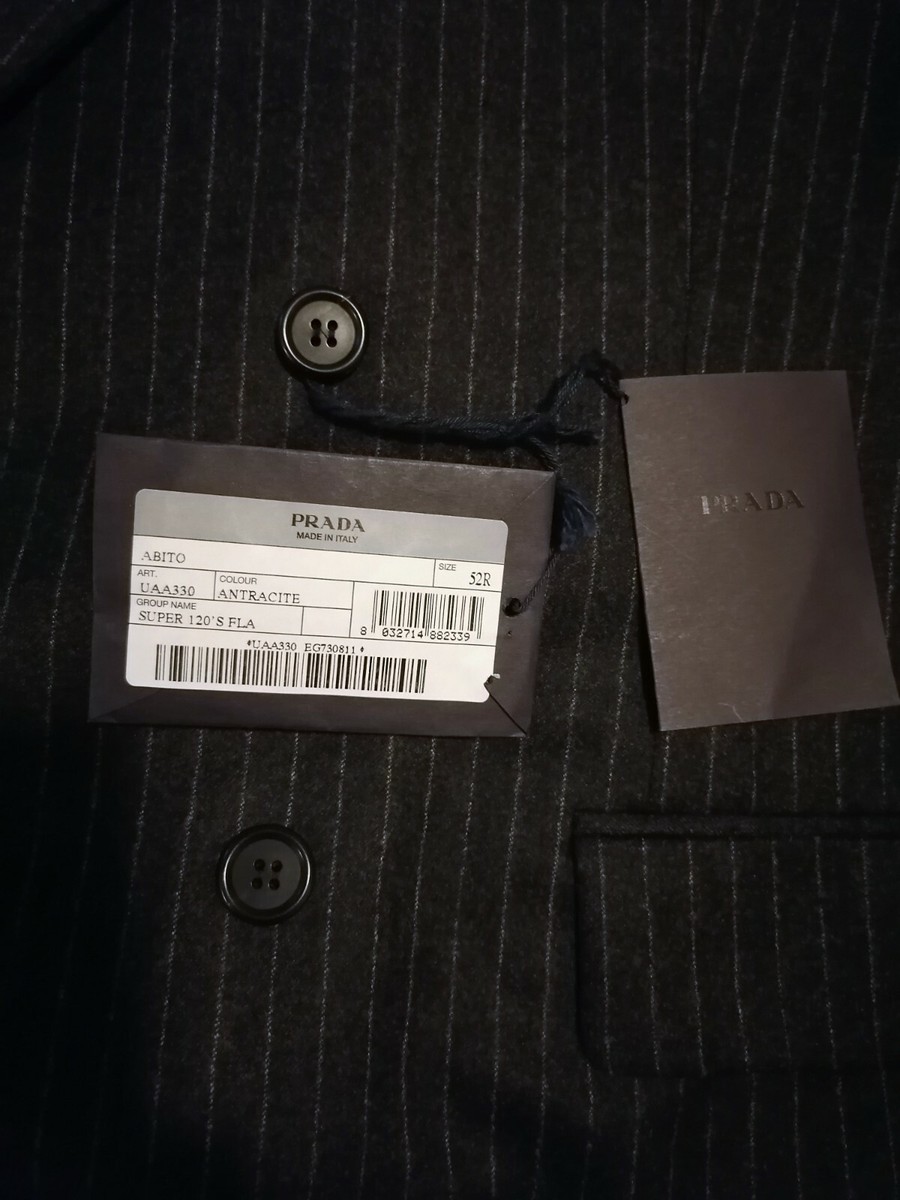 PRADA
MADE IN ITALY
ABITO
SIZE
52R
ART.
UAA330
COLOUR
ANTRACITE
GROUP NAME
SUPER 120'S FLA
8 032714 882339
*UAA330 EG730811*
PRADA